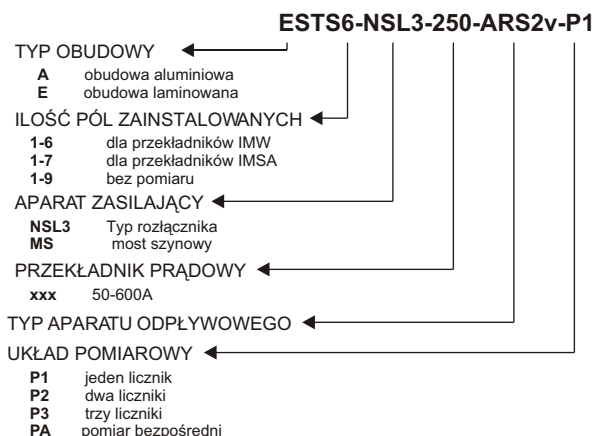 ESTS6-NSL3-250-ARS2v-P1
TYP OBUDOWY
A obudowa aluminiowa
E obudowa laminowana
ILOŚĆ PÓL ZAINSTALOWANYCH
1-6 dla przekładników IMW
1-7 dla przekładników IMSA
1-9 bez pomiaru
APARAT ZASILAJĄCY
NSL3 Typ rozłącznika
MS most szynowy
PRZEKŁADNIK PRĄDOWY
xxx 50-600A
TYP APARATU ODPŁYWOWEGO
UKŁAD POMIAROWY
P1 jeden licznik
P2 dwa liczniki
P3 trzy liczniki
PA pomiar bezpośredni